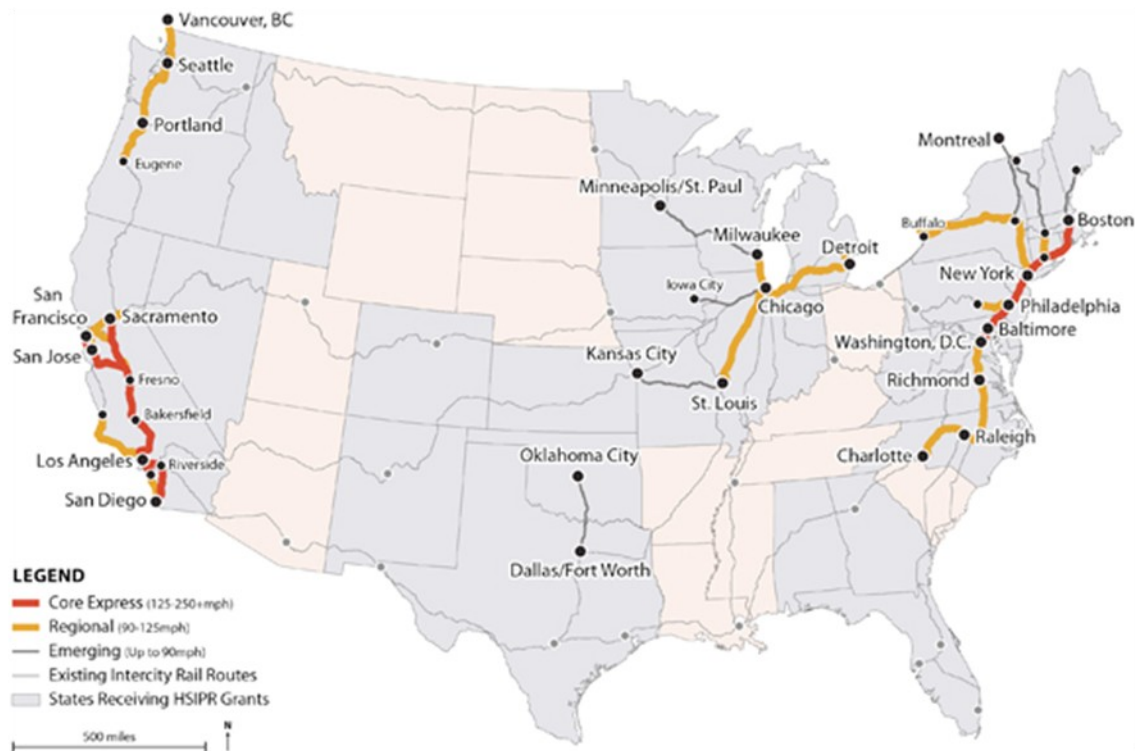 Vancouver, BC
Seattle
Portland
Eugene
Montreal
Minneapolis/St. Paul
Buffalo
Boston
Milwaukee
Detroit
New York
Iowa City
Chicago
Philadelphia
San
Francisco
Sacramento
Baltimore
Washington, D.C.
San Jose
Kansas City
Fresno
Richmond
St. Louis
Bakersfield
Raleigh
Los Angeles
Riverside
Oklahoma City
Charlotte
San Diego
Dallas/Fort Worth
LEGEND
Core Express (125-250+mph)
Regional (90-125mph)
Emerging (Up to 90mph)
Existing Intercity Rail Routes
States Receiving HSIPR Grants
500 miles
N